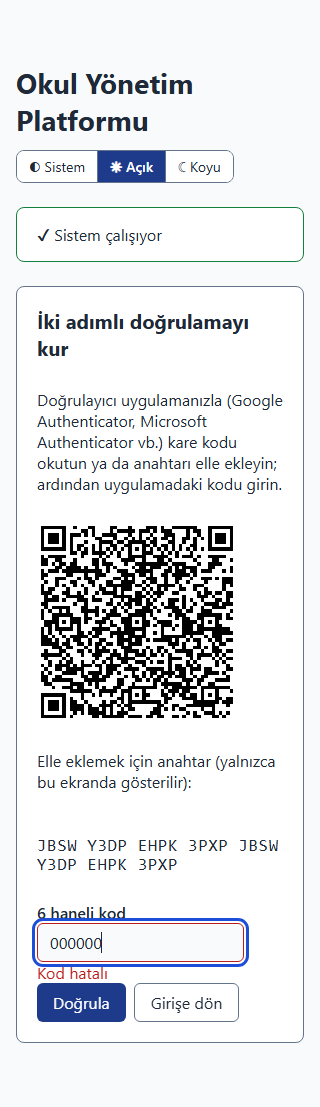 Okul Yönetim
Platformu
Sistem
Açık
Koyu
✓ Sistem çalışıyor
İki adımlı doğrulamayı
kur
Doğrulayıcı uygulamanızla (Google
Authenticator, Microsoft
Authenticator vb.) kare kodu
okutun ya da anahtarı elle ekleyin;
ardından uygulamadaki kodu girin.
Elle eklemek için anahtar (yalnızca
bu ekranda gösterilir):
JBSW Y3DP EHPK 3PXP JBSW
Y3DP EHPK 3PXP
6 haneli kod
000000
Kod hatalı
Doğrula
Girişe dön